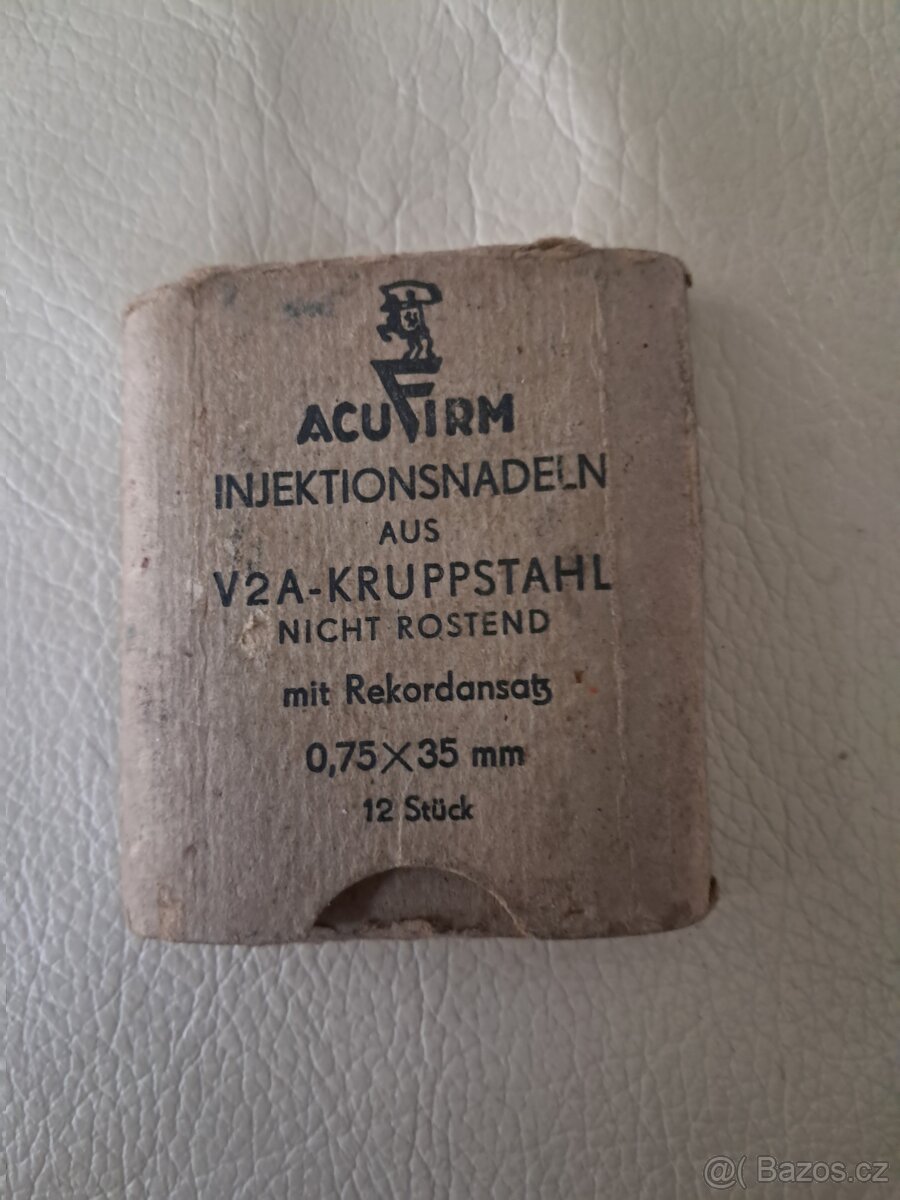 ACUFIRM
INJEKTIONSNADELN
AUS
V2A-KRUPPSTAHL
NICHT ROSTEND
mit Rekordansatz
0,75×35 mm
12 Stück
@( Bazos.cz